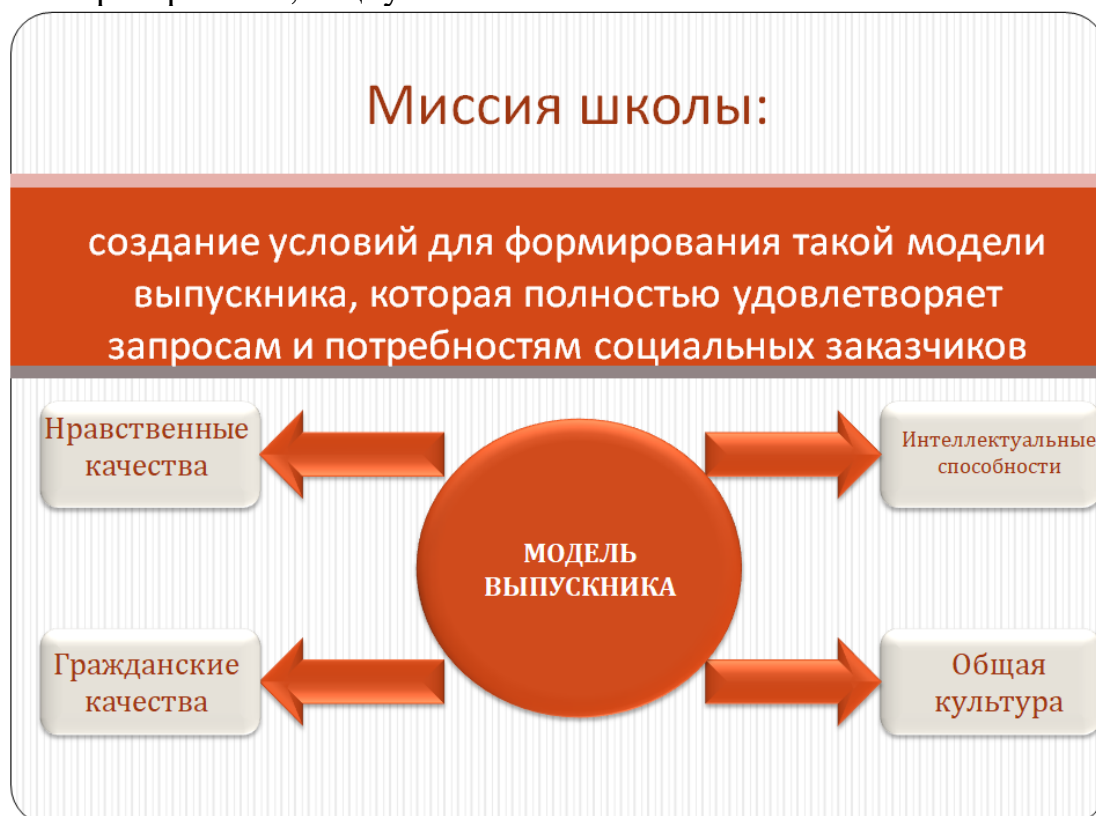 Миссия школы:
создание условий для формирования такой модели
выпускника, которая полностью удовлетворяет
запросам и потребностям социальных заказчиков
Нравственные
качества
Интеллектуальные
способности
МОДЕЛЬ
ВЫПУСКНИКА
Гражданские
качества
Общая
культура